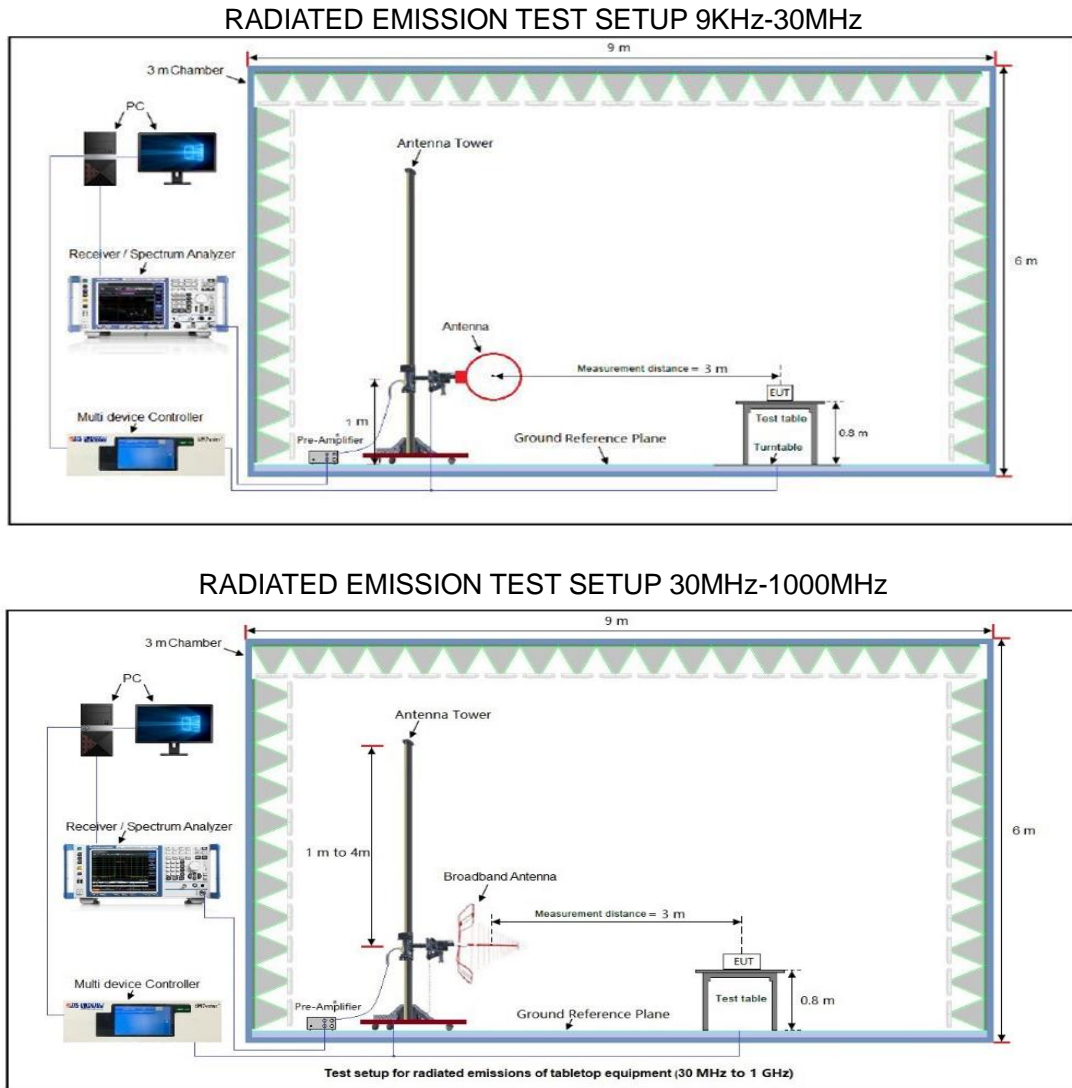 RADIATED EMISSION TEST SETUP 9KHz-30MHz
9 m
3 m Chamber
PC
Antenna Tower
Receiver / Spectrum Analyzer
6 m
Antenna
Measurement distance = 3 m
EUT
Multi device Controller
1 m
Test table
0.8 m
Pre-Amplifier
Ground Reference Plane
Turntable
RADIATED EMISSION TEST SETUP 30MHz-1000MHz
9 m
3 m Chamber
PC
Antenna Tower
Receiver / Spectrum Analyzer
6 m
1 m to 4m
Broadband Antenna
Measurement distance = 3 m
EUT
Multi device Controller
Test table
0.8 m
Pre-Amplifier
Ground Reference Plane
Test setup for radiated emissions of tabletop equipment (30 MHz to 1 GHz)